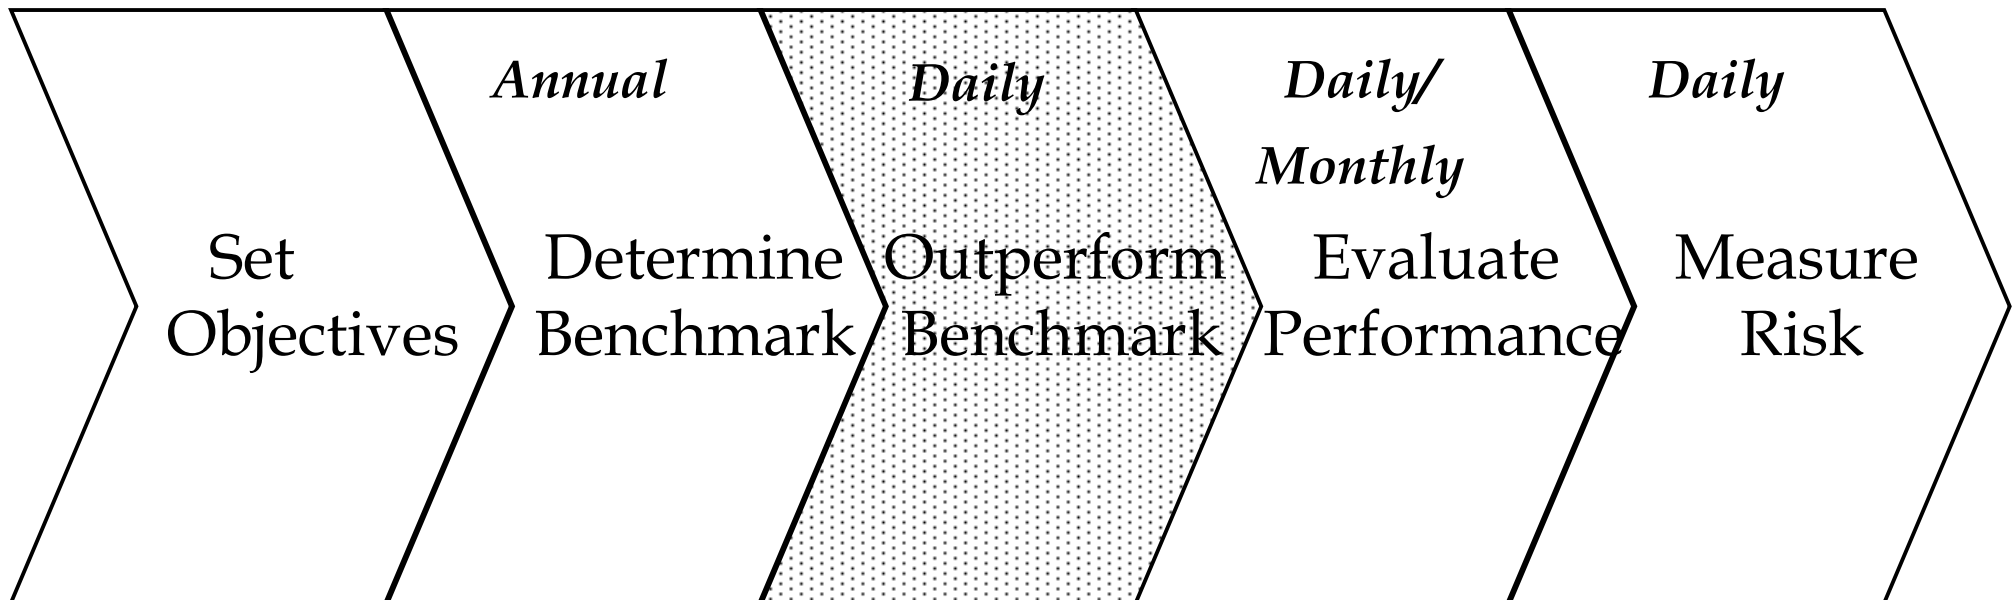 Set
Objectives
Annual
Determine
Benchmark
Daily
Outperform
Benchmark
Daily/
Monthly
Evaluate
Performance
Daily
Measure
Risk